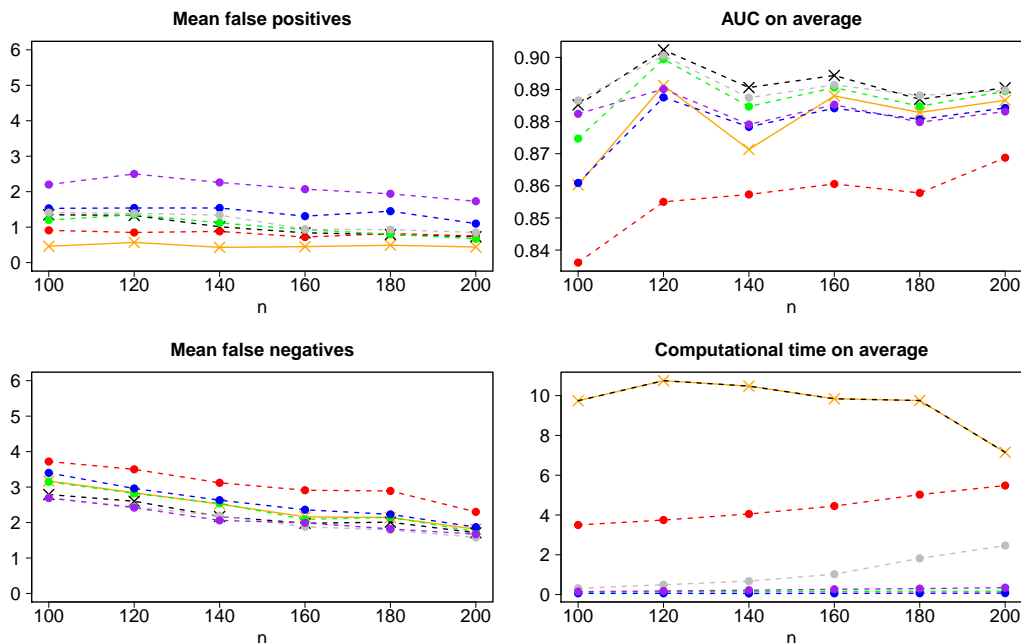 Mean false positives
6
5
4
3
2
1
0
100 120 140 160 180 200
n
AUC on average
0.90
0.89
0.88
0.87
0.86
0.85
0.84
100 120 140 160 180 200
n
Mean false negatives
6
5
4
3
2
1
0
100 120 140 160 180 200
n
Computational time on average
10
8
6
4
2
0
100 120 140 160 180 200
n